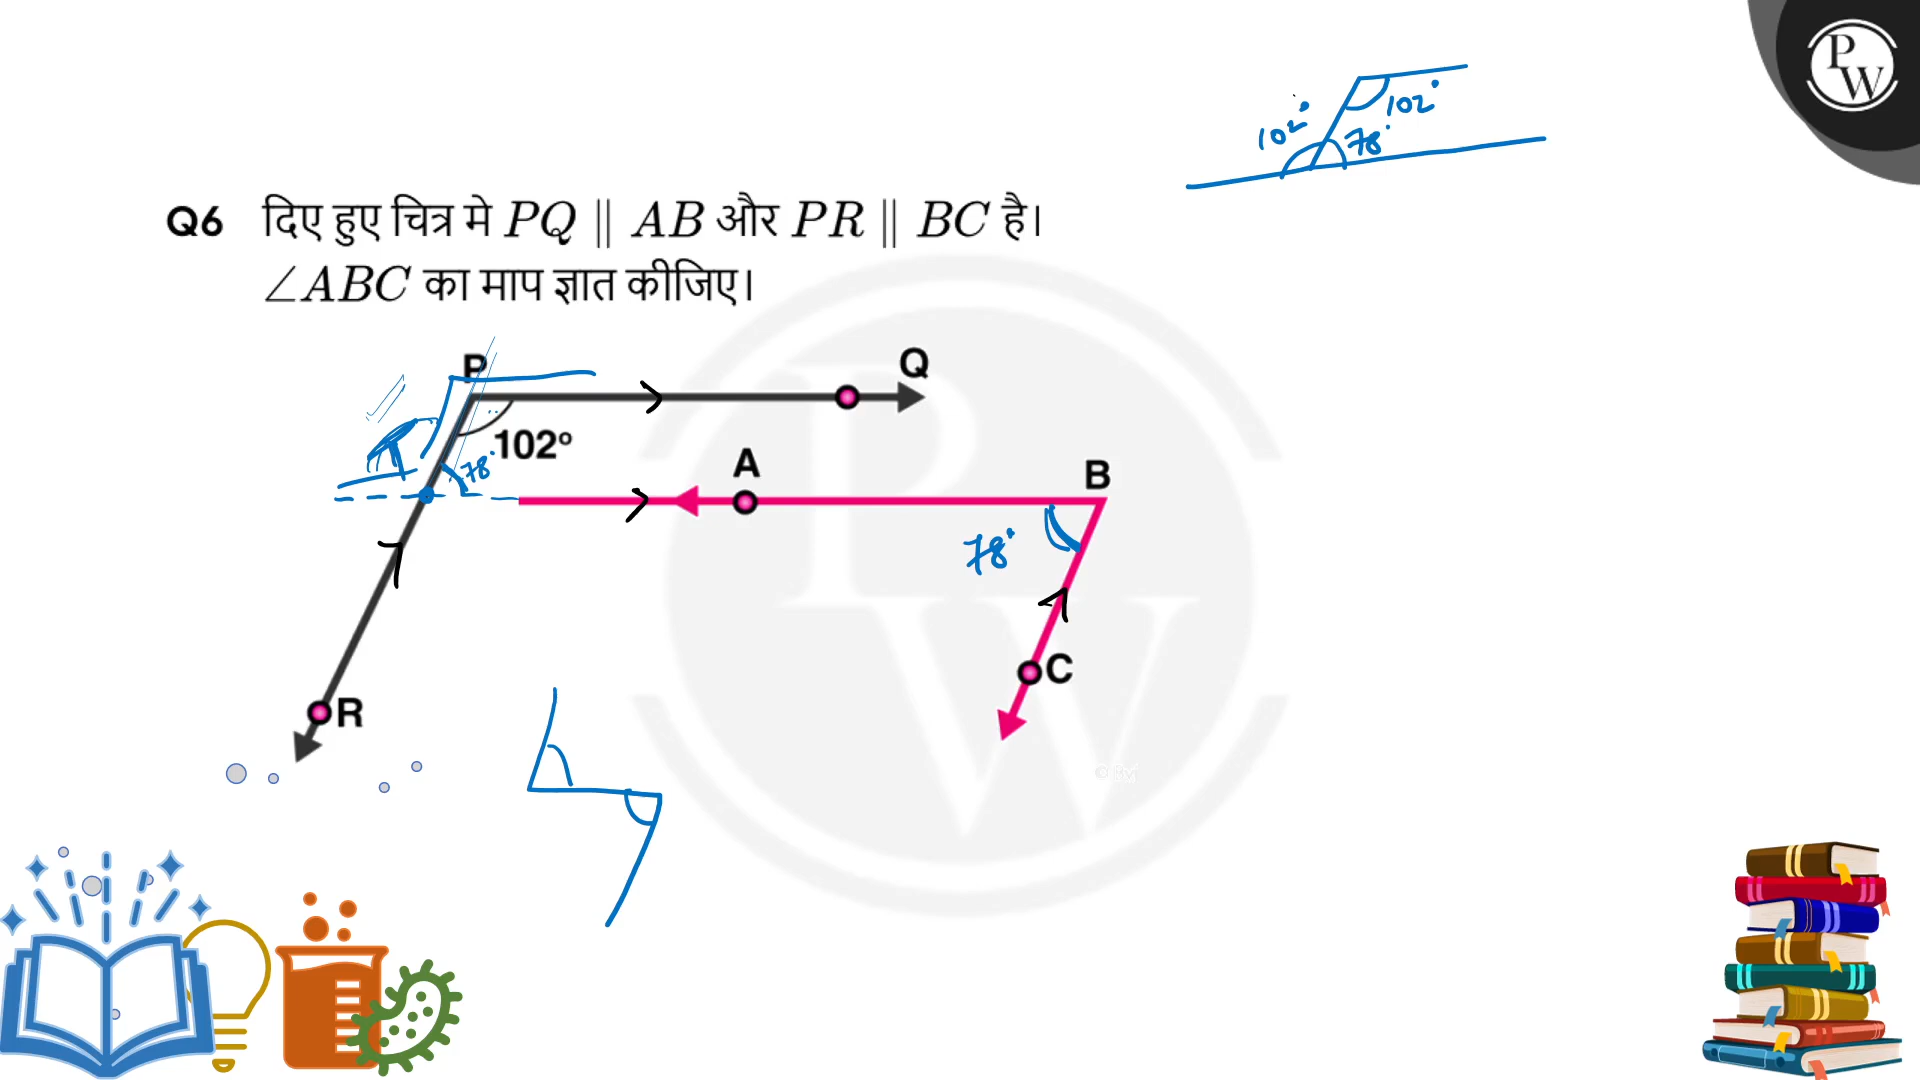 P
W
102°
102°
78°
Q6 दिए हुए चित्र मे PQ || AB और PR || BC है।
∠ABC का माप ज्ञात कीजिए।
P
Q
102°
78°
A
B
78°
C
R